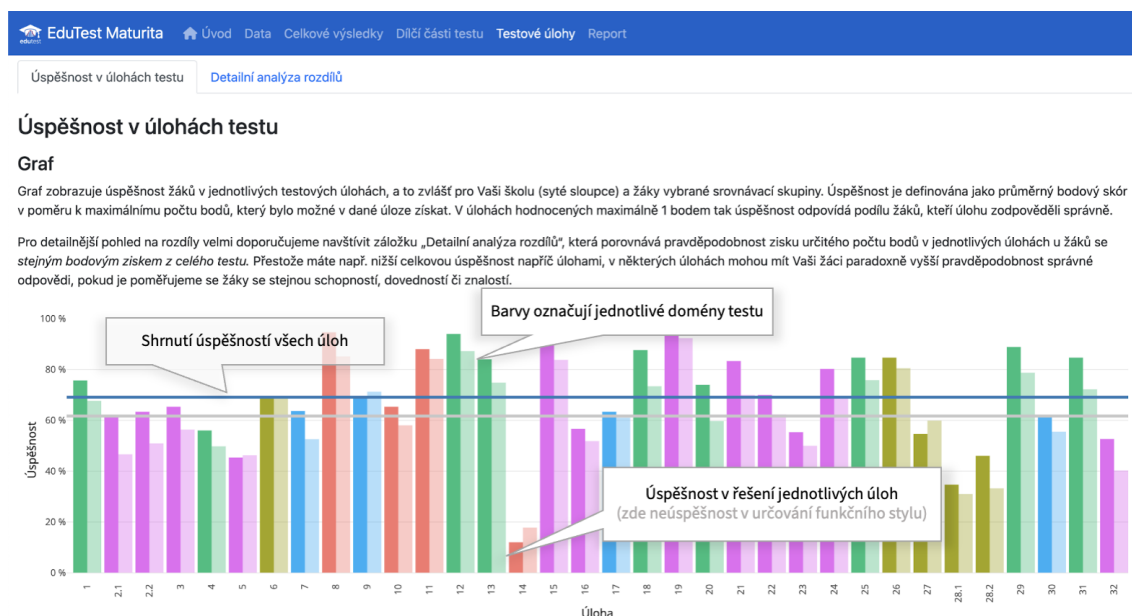 edutest EduTest Maturita Úvod Data Celkové výsledky Dílčí části testu Testové úlohy Report
Úspěšnost v úlohách testu Detailní analýza rozdílů
Úspěšnost v úlohách testu
Graf
Graf zobrazuje úspěšnost žáků v jednotlivých testových úlohách, a to zvlášť pro Vaši školu (syté sloupce) a žáky vybrané srovnávací skupiny. Úspěšnost je definována jako průměrný bodový skór
v poměru k maximálnímu počtu bodů, který bylo možné v dané úloze získat. V úlohách hodnocených maximálně 1 bodem tak úspěšnost odpovídá podílu žáků, kteří úlohu zodpověděli správně.
Pro detailnější pohled na rozdíly velmi doporučujeme navštívit záložku „Detailní analýza rozdílů“, která porovnává pravděpodobnost zisku určitého počtu bodů v jednotlivých úlohách u žáků se
stejným bodovým ziskem z celého testu. Přestože máte např. nižší celkovou úspěšnost napříč úlohami, v některých úlohách mohou mít Vaši žáci paradoxně vyšší pravděpodobnost správné
odpovědi, pokud je poměřujeme se žáky se stejnou schopností, dovedností či znalostí.
Barvy označují jednotlivé domény testu
Shrnutí úspěšností všech úloh
100 %
80 %
60 %
40 %
20 %
0 %
Úspěšnost
Úspěšnost v řešení jednotlivých úloh
(zde neúspěšnost v určování funkčního stylu)
1 2.1 2.2 3 4 5 6 7 8 9 10 11 12 13 14 15 16 17 18 19 20 21 22 23 24 25 26 27 28.1 28.2 29 30 31 32
Úloha